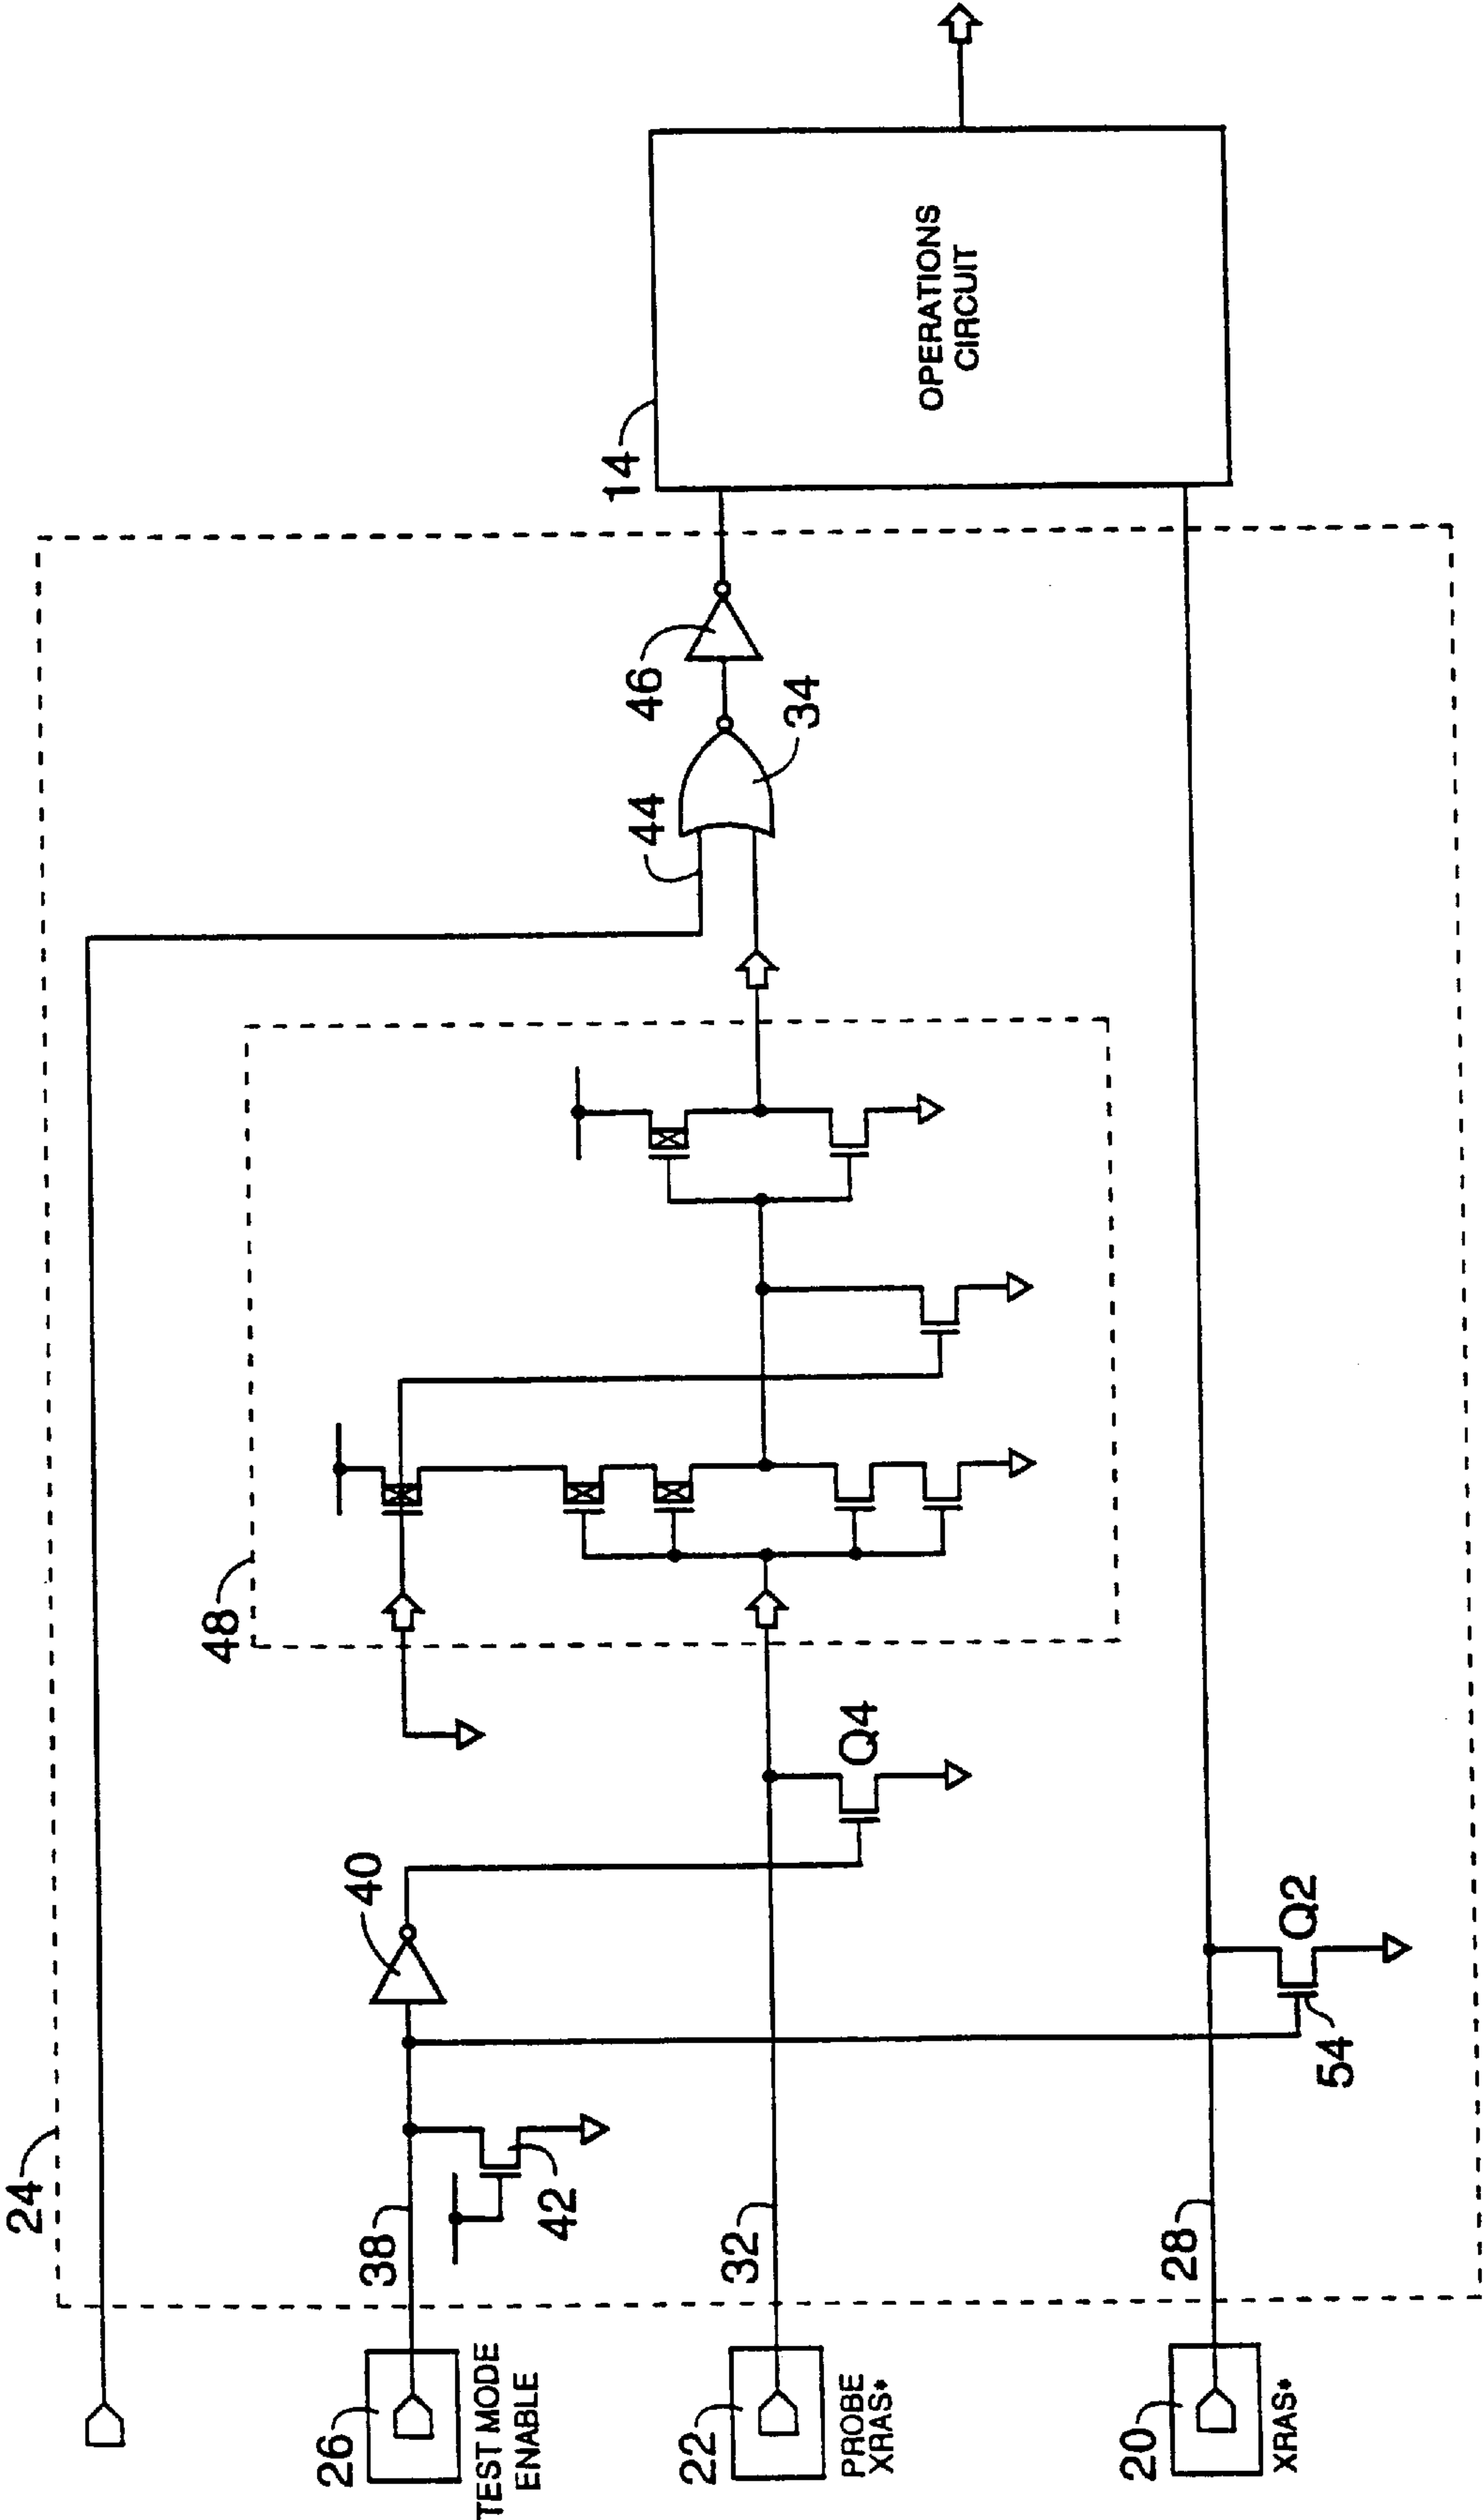 24
48
14
OPERATIONS
CIRCUIT
46
34
44
40
Q4
26
TEST MODE
ENABLE
38
42
22
PROBE
XRAS*
32
20
XRAS*
28
54
Q2